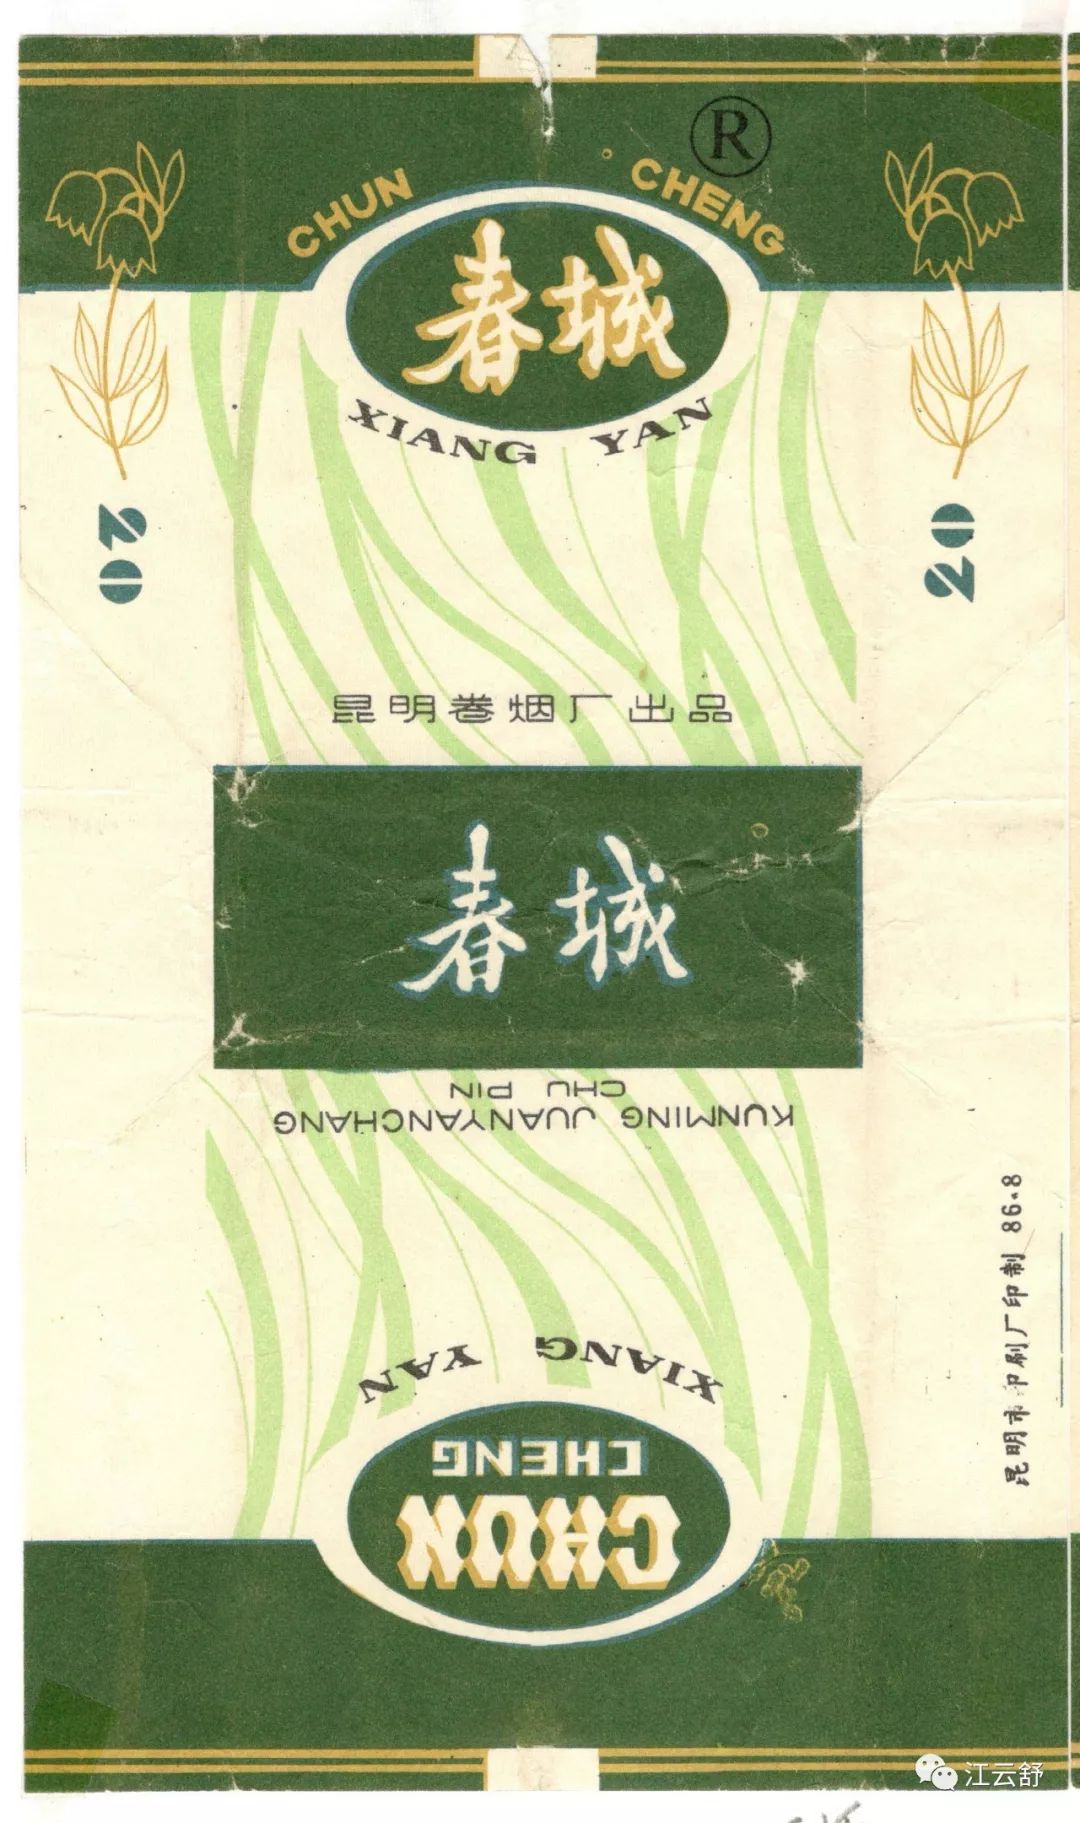 ®
CHUN CHENG
春城
XIANG YAN
20
20
昆明卷烟厂出品
春城
KUNMING JUANYANCHANG
CHU PIN
XIANG YAN
CHUN
CHENG
昆明市印刷厂印制 86.8
江云舒